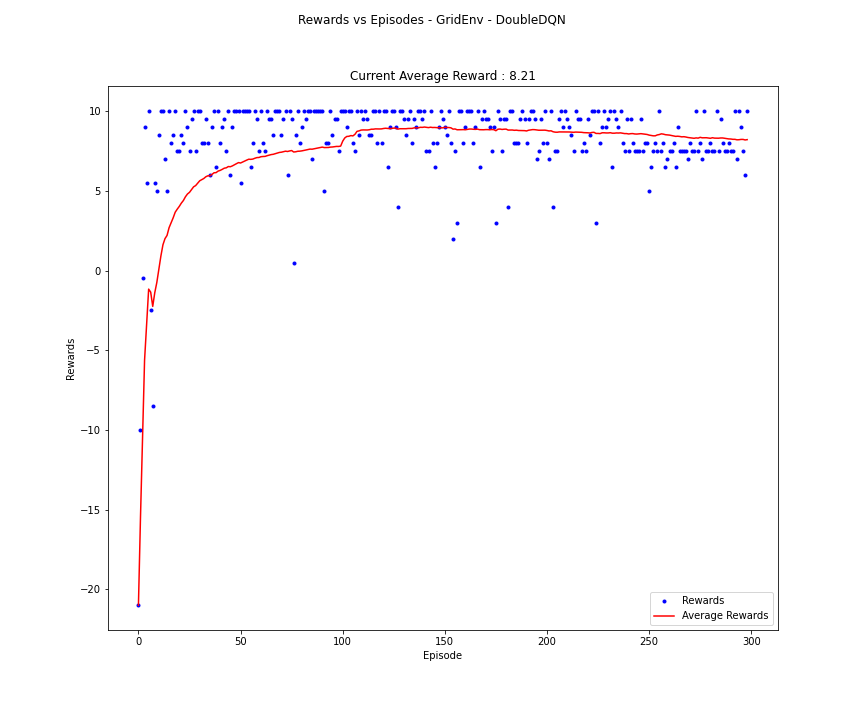 Rewards vs Episodes - GridEnv - DoubleDQN
Current Average Reward : 8.21
10
5
0
−5
−10
−15
−20
Rewards
0 50 100 150 200 250 300
Episode
Rewards
Average Rewards